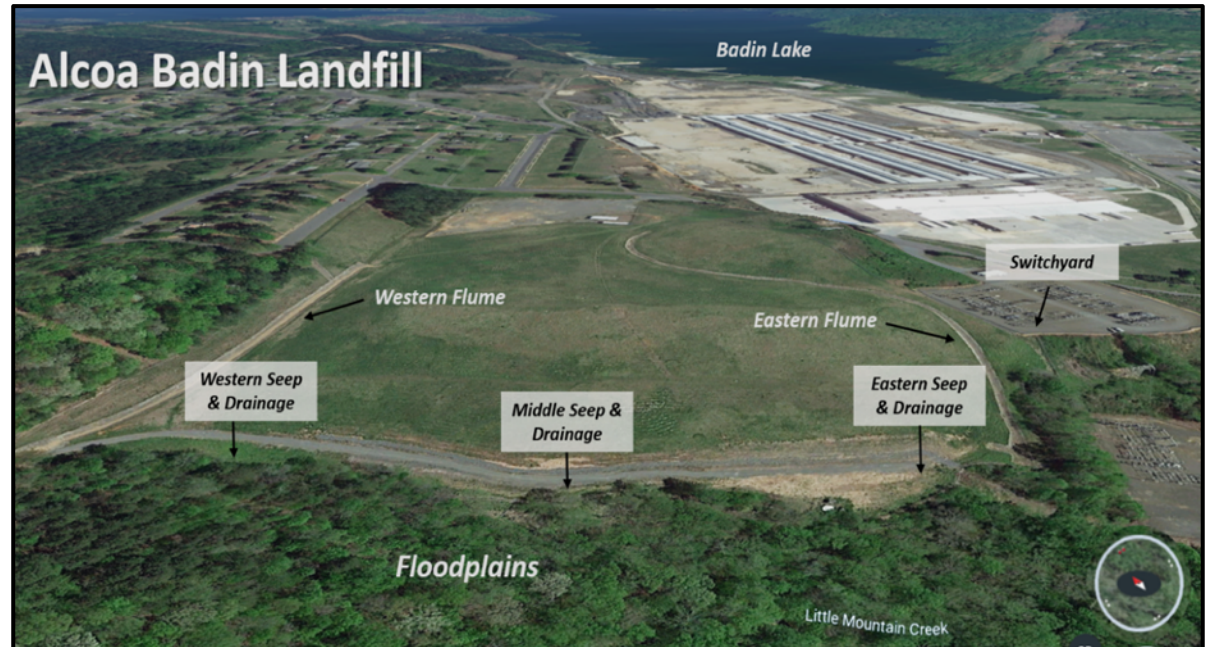 Alcoa Badin Landfill
Badin Lake
Switchyard
Western Flume
Eastern Flume
Western Seep
& Drainage
Middle Seep &
Drainage
Eastern Seep
& Drainage
Floodplains
Little Mountain Creek